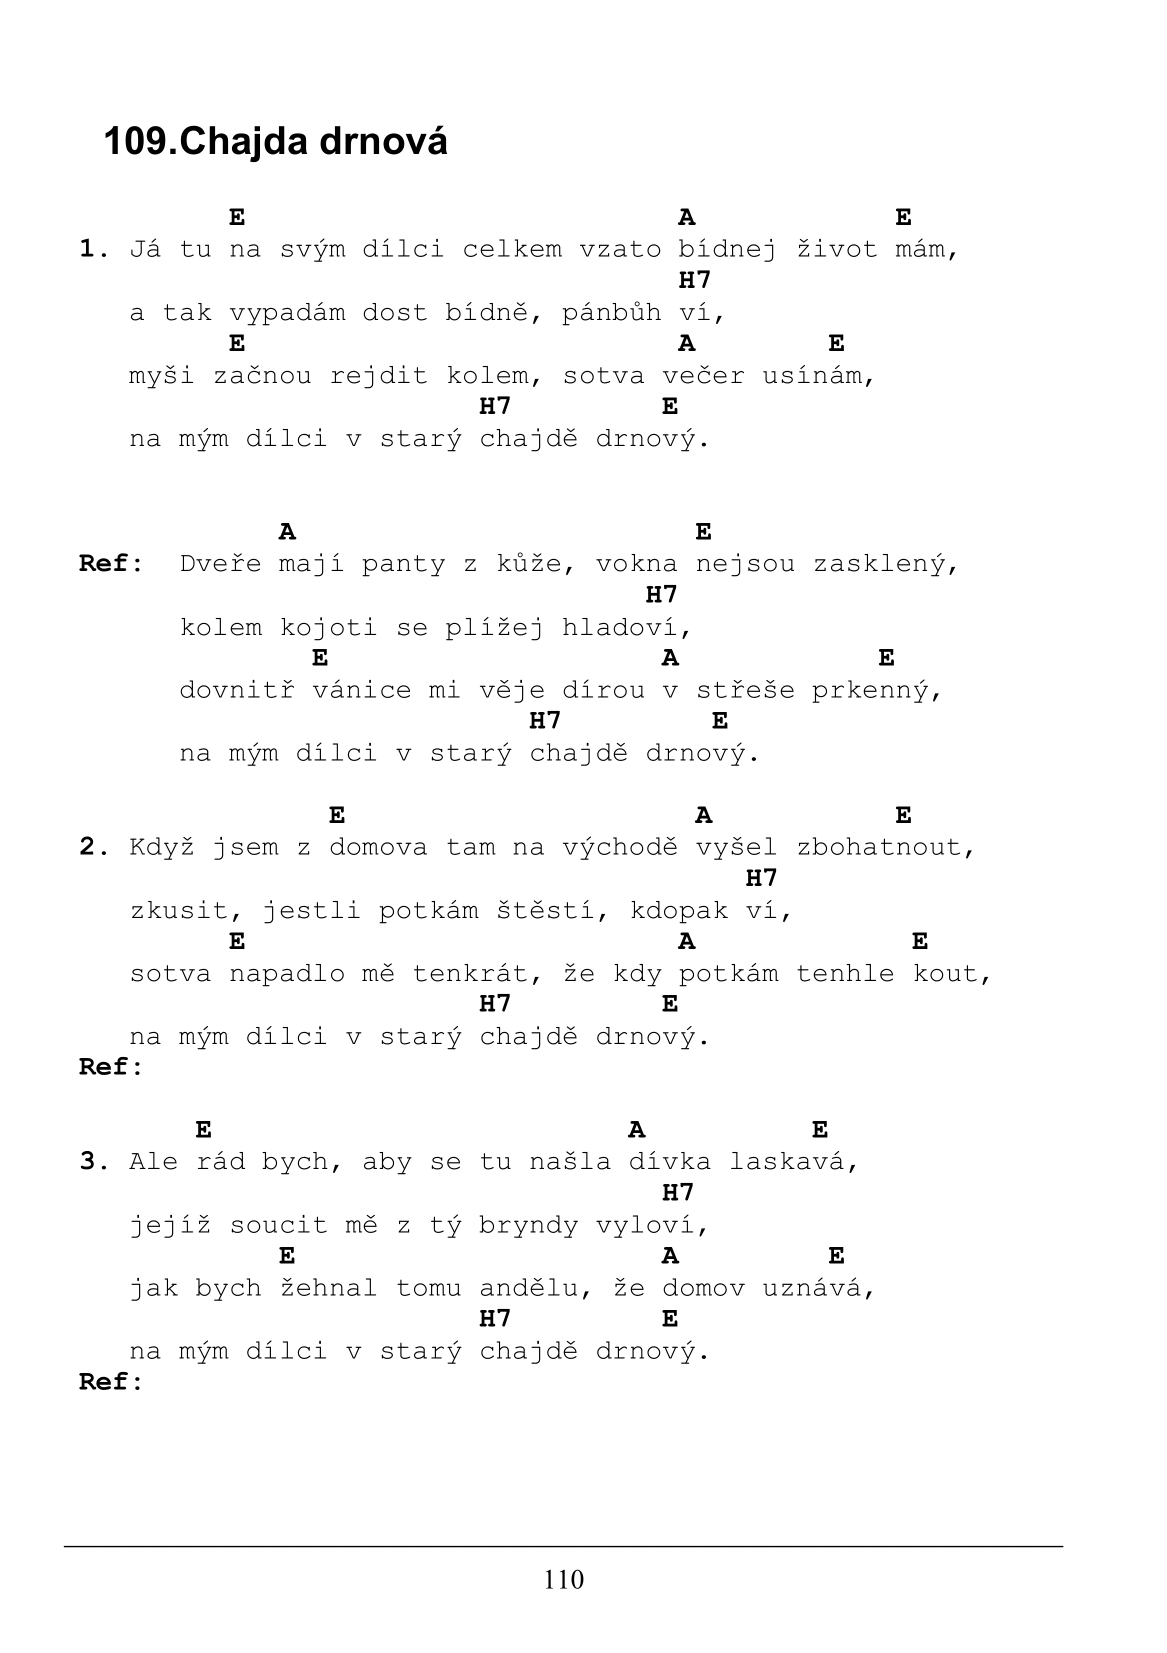 109.Chajda drnová
E A E
1. Já tu na svým dílci celkem vzato bídnej život mám,
H7
a tak vypadám dost bídně, pánbůh ví,
E A E
myši začnou rejdit kolem, sotva večer usínám,
H7 E
na mým dílci v starý chajdě drnový.
A E
Ref: Dveře mají panty z kůže, vokna nejsou zasklený,
H7
kolem kojoti se plížej hladoví,
E A E
dovnitř vánice mi věje dírou v střeše prkenný,
H7 E
na mým dílci v starý chajdě drnový.
E A E
2. Když jsem z domova tam na východě vyšel zbohatnout,
H7
zkusit, jestli potkám štěstí, kdopak ví,
E A E
sotva napadlo mě tenkrát, že kdy potkám tenhle kout,
H7 E
na mým dílci v starý chajdě drnový.
Ref:
E A E
3. Ale rád bych, aby se tu našla dívka laskavá,
H7
jejíž soucit mě z tý bryndy vyloví,
E A E
jak bych žehnal tomu andělu, že domov uznává,
H7 E
na mým dílci v starý chajdě drnový.
Ref:
110